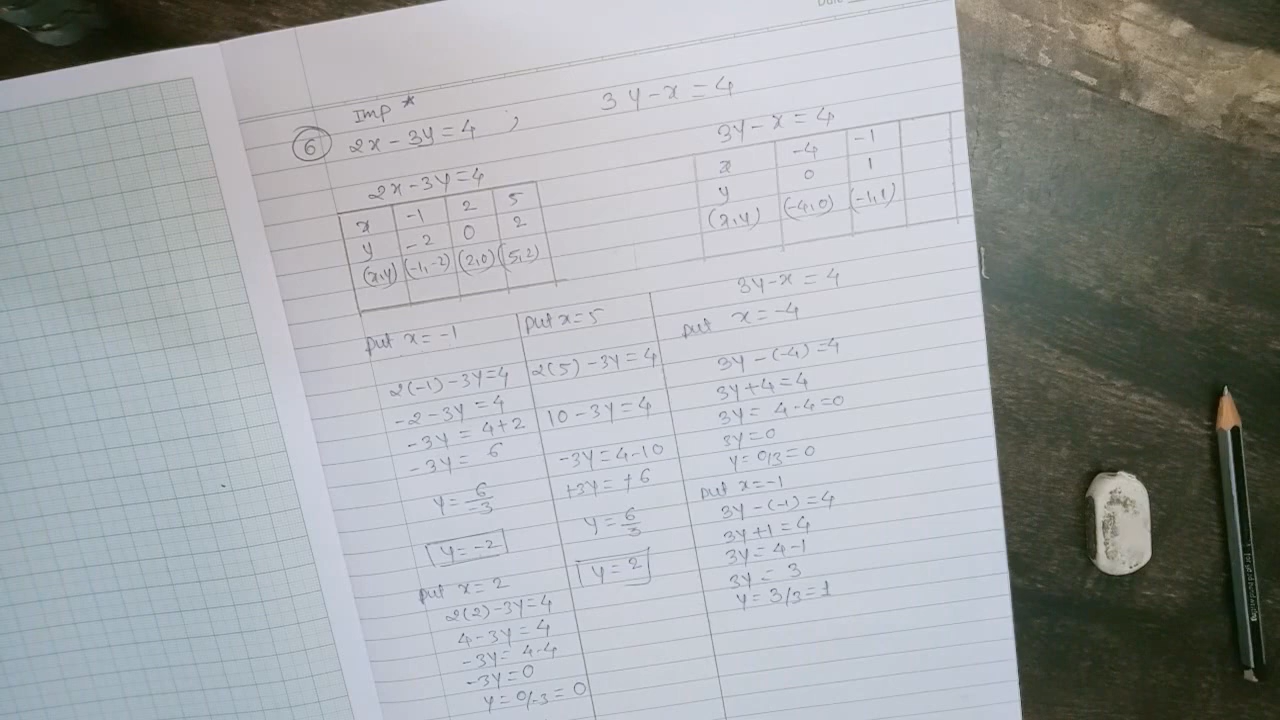 Date
Imp *
6 2x - 3y = 4 ; 3y - x = 4
2x - 3y = 4
x -1 2 5
y -2 0 2
(x,y) (-1,-2) (2,0) (5,2)
3y - x = 4
x -4 -1
y 0 1
(x,y) (-4,0) (-1,1)
put x = -1
2(-1) - 3y = 4
-2 - 3y = 4
-3y = 4 + 2
-3y = 6
y = 6/-3
y = -2
put x = 2
2(2) - 3y = 4
4 - 3y = 4
-3y = 4 - 4
-3y = 0
y = 0/-3 = 0
put x = 5
2(5) - 3y = 4
10 - 3y = 4
-3y = 4 - 10
+3y = +6
y = 6/3
y = 2
3y - x = 4
put x = -4
3y - (-4) = 4
3y + 4 = 4
3y = 4 - 4 = 0
3y = 0
y = 0/3 = 0
put x = -1
3y - (-1) = 4
3y + 1 = 4
3y = 4 - 1
3y = 3
y = 3/3 = 1